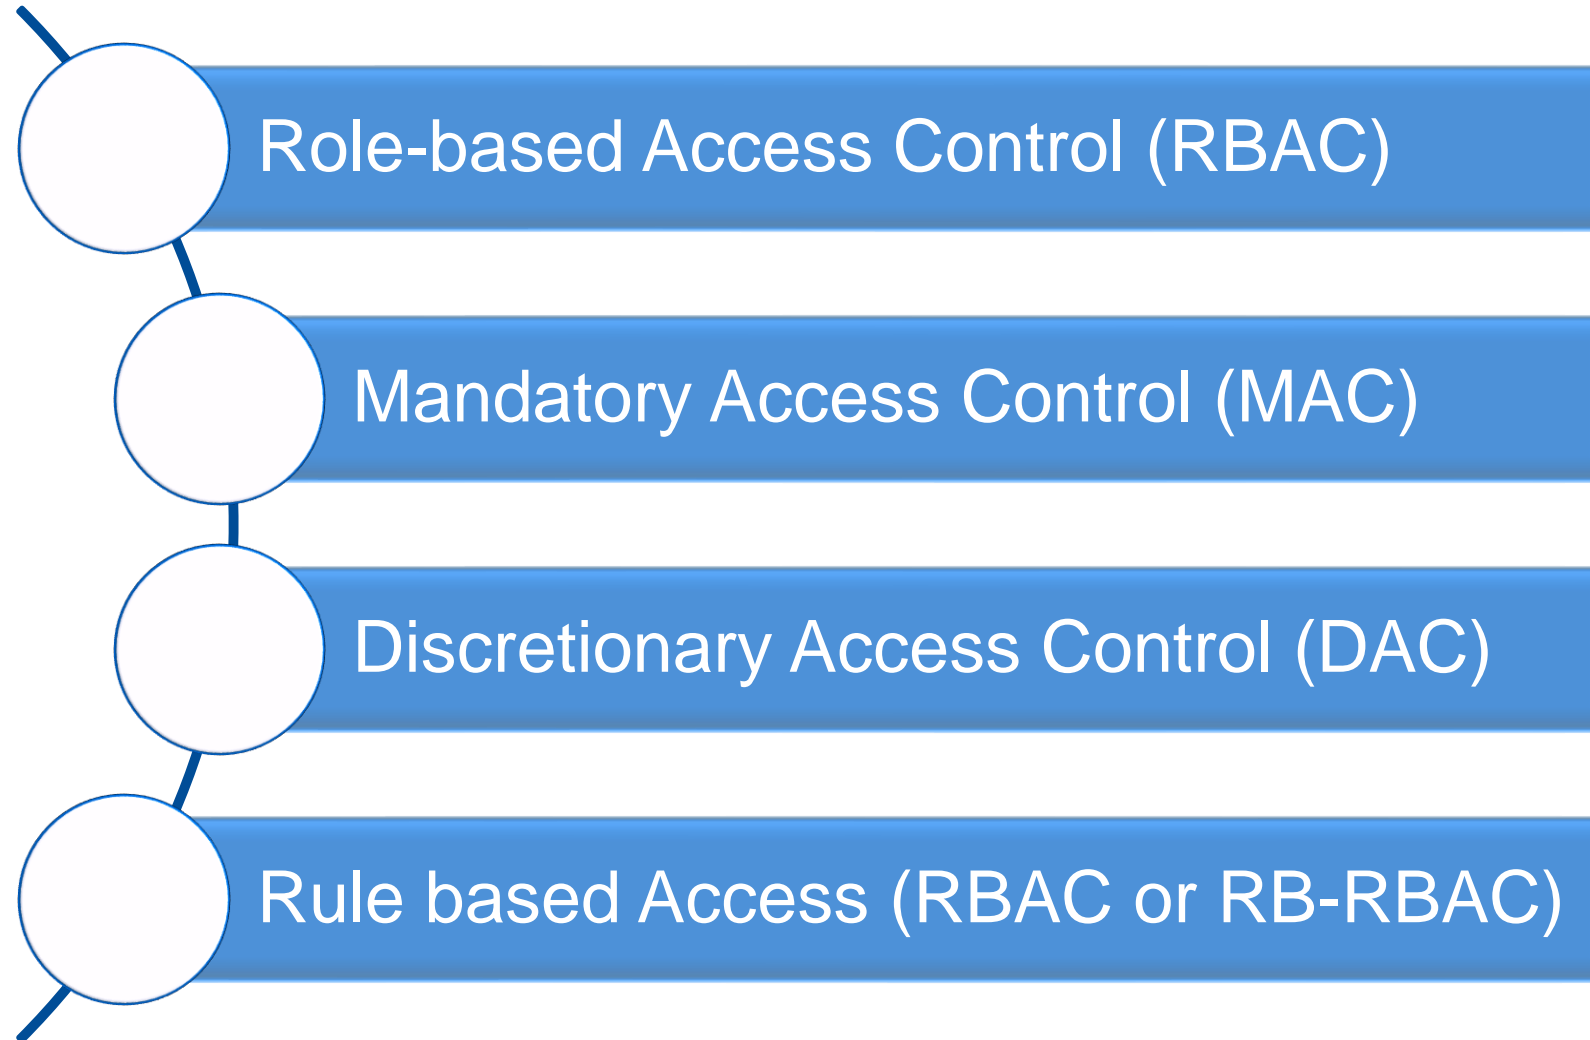 Role-based Access Control (RBAC)
Mandatory Access Control (MAC)
Discretionary Access Control (DAC)
Rule based Access (RBAC or RB-RBAC)